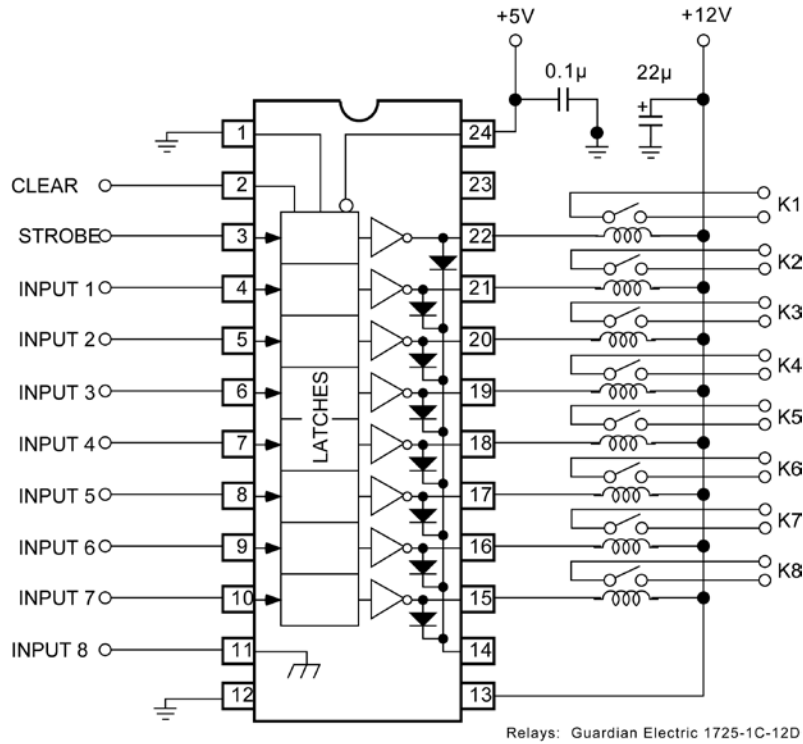 +5V
+12V
0.1µ
22µ
+
1
24
CLEAR
2
23
K1
STROBE
3
22
K2
INPUT 1
4
21
K3
INPUT 2
5
20
K4
INPUT 3
6
19
LATCHES
K5
INPUT 4
7
18
K6
INPUT 5
8
17
K7
INPUT 6
9
16
K8
INPUT 7
10
15
INPUT 8
11
14
12
13
Relays: Guardian Electric 1725-1C-12D